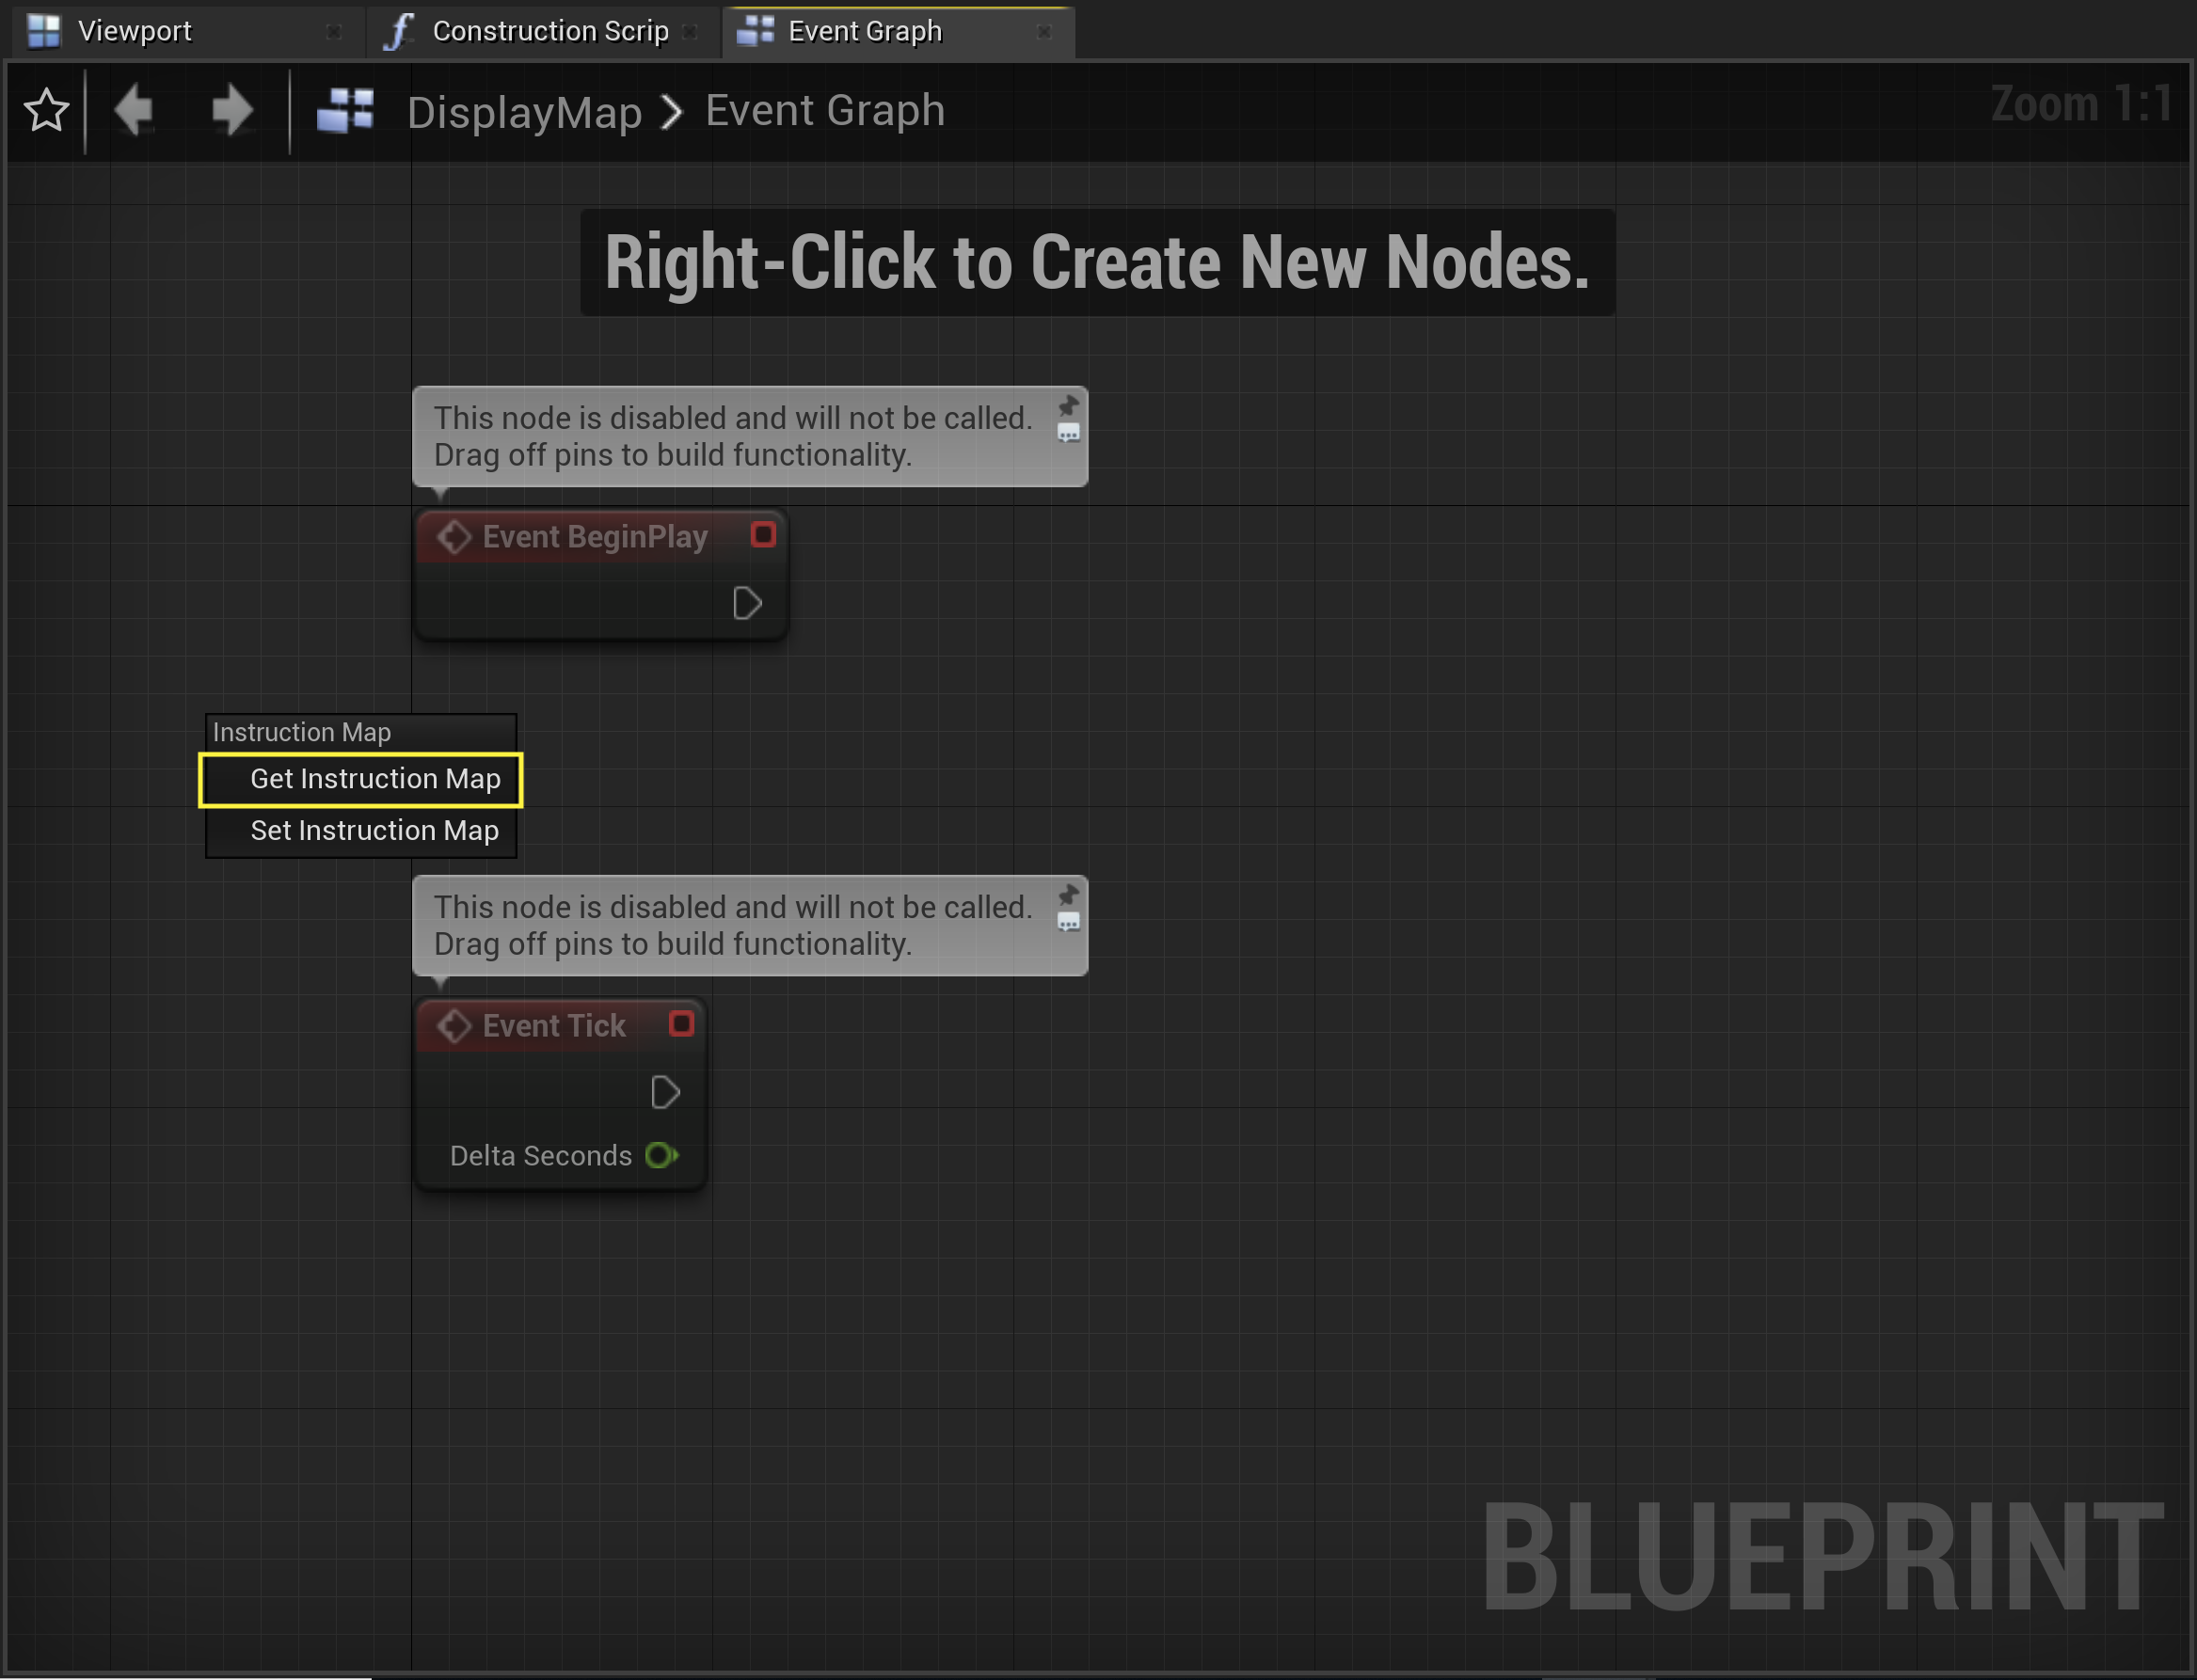 Viewport
Construction Scrip
Event Graph
DisplayMap
Event Graph
Zoom 1:1
Right-Click to Create New Nodes.
This node is disabled and will not be called.
Drag off pins to build functionality.
Event BeginPlay
Instruction Map
Get Instruction Map
Set Instruction Map
This node is disabled and will not be called.
Drag off pins to build functionality.
Event Tick
Delta Seconds
BLUEPRINT